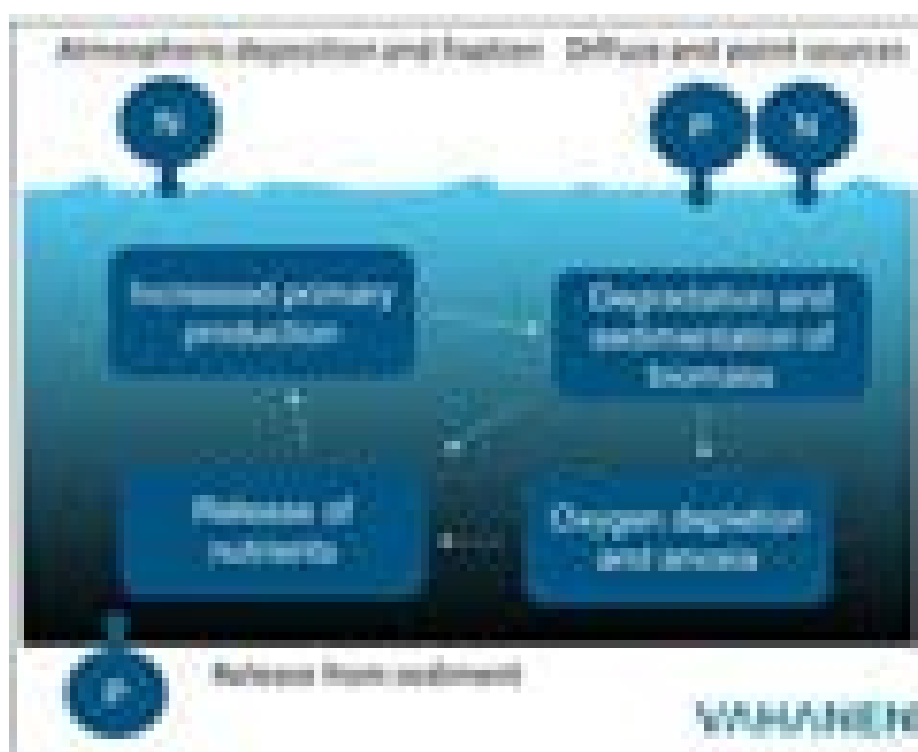 Atmospheric deposition and fixation Diffuse and point sources
N P N
Increased primary
production
Degradation and
sedimentation of
biomass
Release of
nutrients
Oxygen depletion
and anoxia
P
Release from sediment
VAHANEN